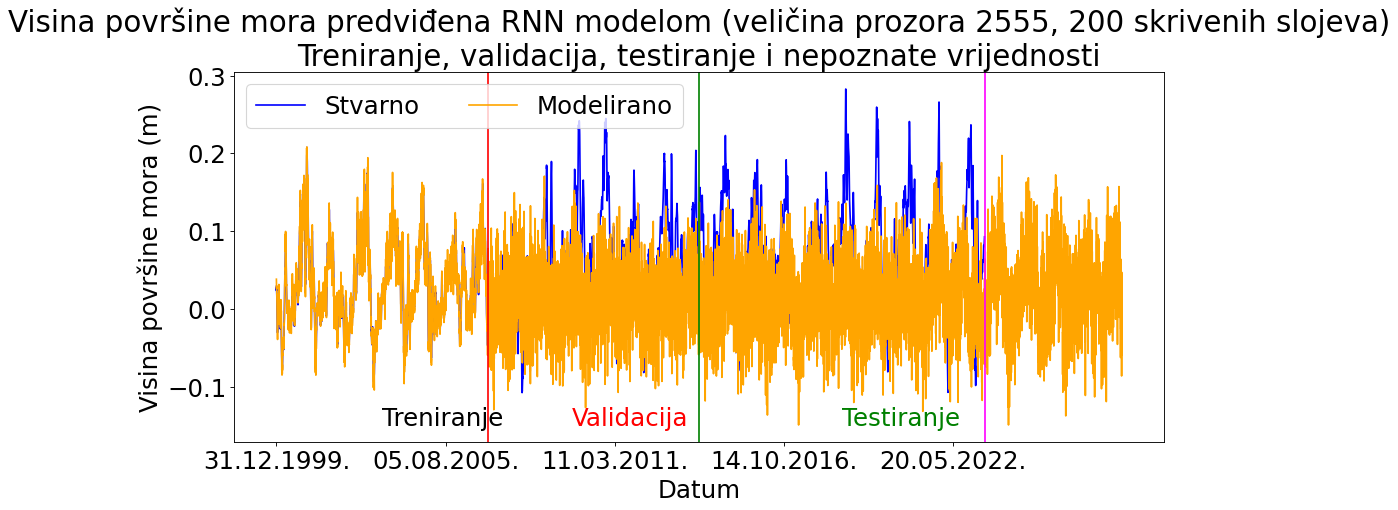 Visina površine mora predviđena RNN modelom (veličina prozora 2555, 200 skrivenih slojeva)
Treniranje, validacija, testiranje i nepoznate vrijednosti
Stvarno Modelirano
Visina površine mora (m)
0.3
0.2
0.1
0.0
−0.1
Treniranje Validacija Testiranje
31.12.1999. 05.08.2005. 11.03.2011. 14.10.2016. 20.05.2022.
Datum